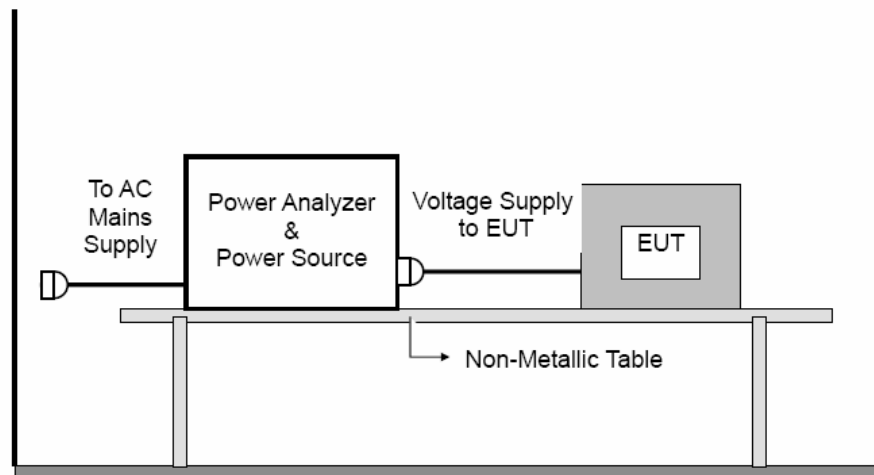 To AC
Mains
Supply
Power Analyzer
&
Power Source
Voltage Supply
to EUT
EUT
Non-Metallic Table